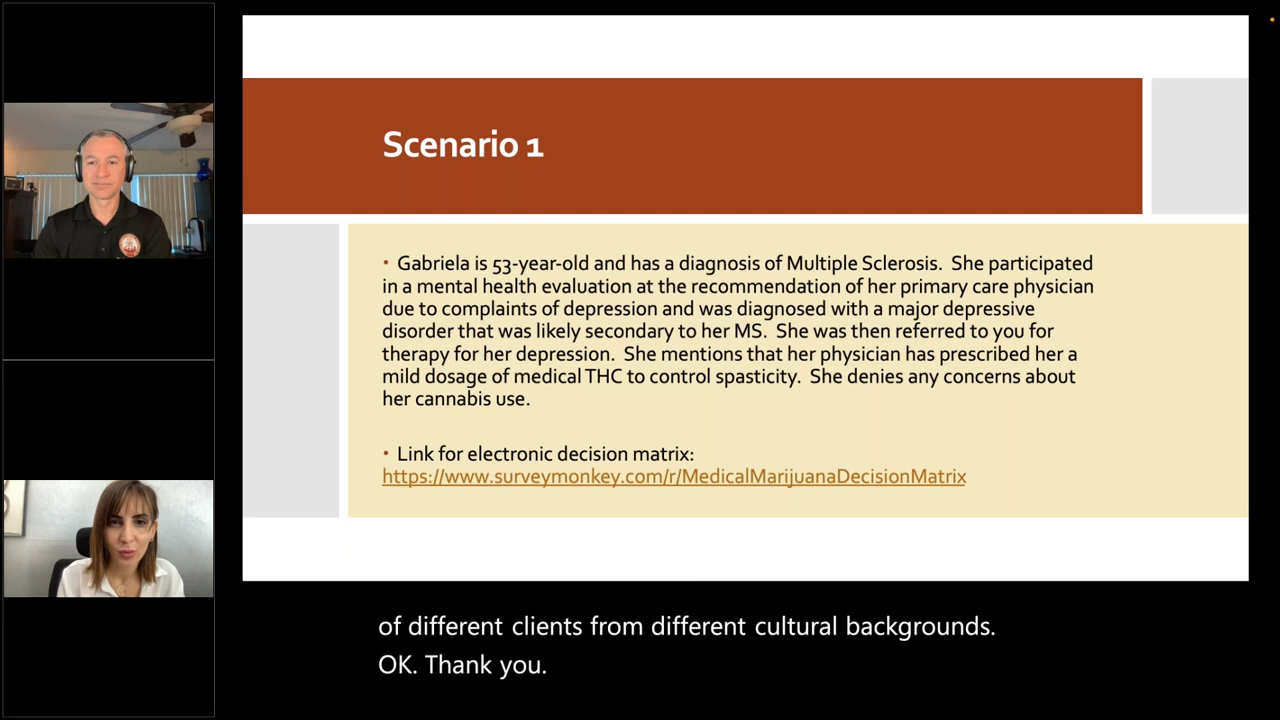 Scenario 1
• Gabriela is 53-year-old and has a diagnosis of Multiple Sclerosis. She participated
in a mental health evaluation at the recommendation of her primary care physician
due to complaints of depression and was diagnosed with a major depressive
disorder that was likely secondary to her MS. She was then referred to you for
therapy for her depression. She mentions that her physician has prescribed her a
mild dosage of medical THC to control spasticity. She denies any concerns about
her cannabis use.
• Link for electronic decision matrix:
https://www.surveymonkey.com/r/MedicalMarijuanaDecisionMatrix
of different clients from different cultural backgrounds.
OK. Thank you.